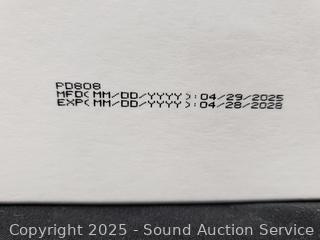 PD808
MFD(MM/DD/YYYY):04/29/2025
EXP(MM/DD/YYYY):04/28/2028
Copyright 2025 - Sound Auction Service